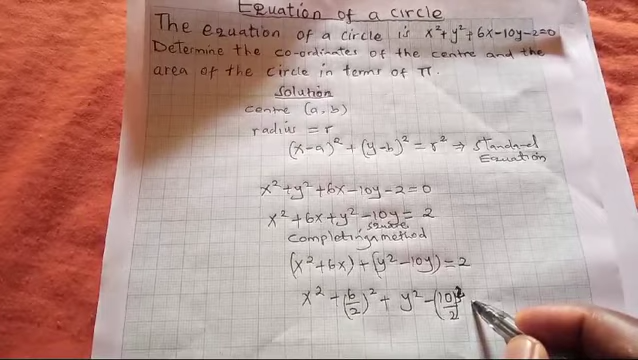 Equation of a circle
The equation of a circle is x²+y²+6x-10y-2=0
Determine the co-ordinates of the centre and the
area of the circle in terms of π.
Solution
centre (a, b)
radius = r
(x-a)² + (y-b)² = r² ⇒ standard
Equation
x²+y²+6x-10y-2=0
x²+6x+y²-10y = 2
Completing square method
(x²+6x)+(y²-10y)=2
x² + (6/2)² + y² - (10/2)²